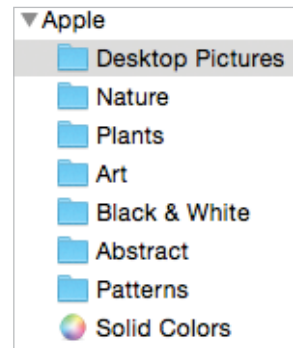 Apple
Desktop Pictures
Nature
Plants
Art
Black & White
Abstract
Patterns
Solid Colors